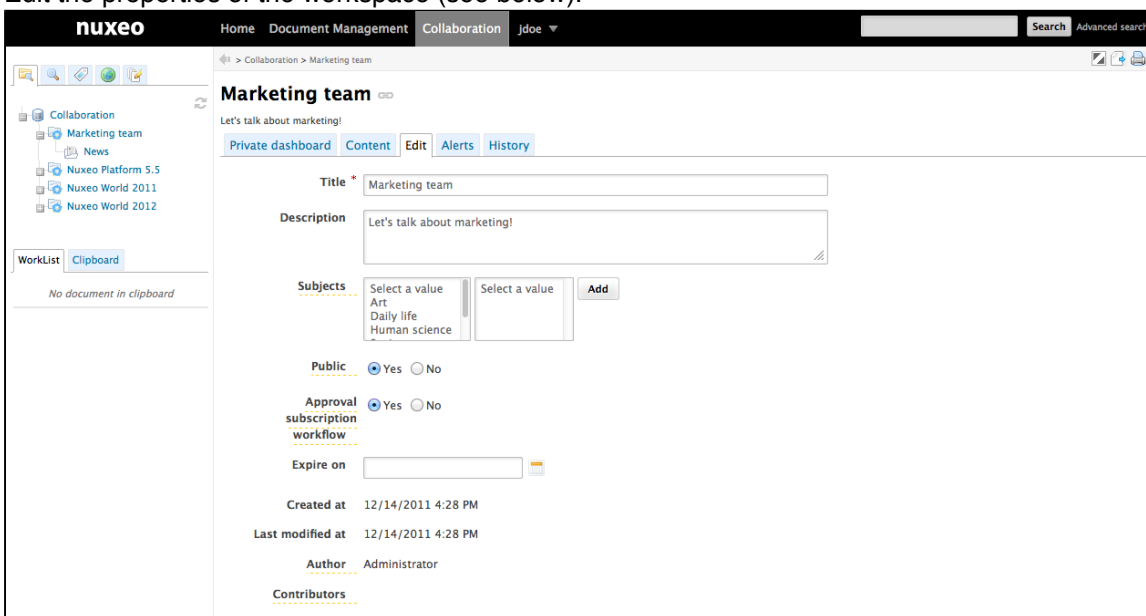 Edit the properties of the workspace (see below).
nuxeo
Home Document Management Collaboration jdoe
Search Advanced search
> Collaboration > Marketing team
Marketing team
Let's talk about marketing!
Private dashboard Content Edit Alerts History
Collaboration
Marketing team
News
Nuxeo Platform 5.5
Nuxeo World 2011
Nuxeo World 2012
WorkList Clipboard
No document in clipboard
Title * Marketing team
Description Let's talk about marketing!
Subjects Select a value Select a value Add
Art
Daily life
Human science
Public Yes No
Approval subscription workflow Yes No
Expire on
Created at 12/14/2011 4:28 PM
Last modified at 12/14/2011 4:28 PM
Author Administrator
Contributors